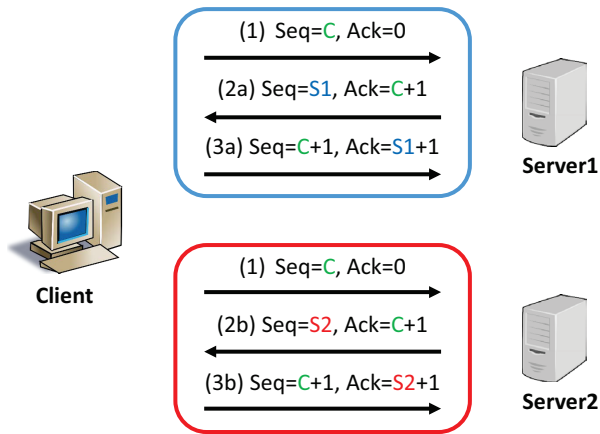 (1) Seq=C, Ack=0
(2a) Seq=S1, Ack=C+1
(3a) Seq=C+1, Ack=S1+1
Server1
Client
(1) Seq=C, Ack=0
(2b) Seq=S2, Ack=C+1
(3b) Seq=C+1, Ack=S2+1
Server2